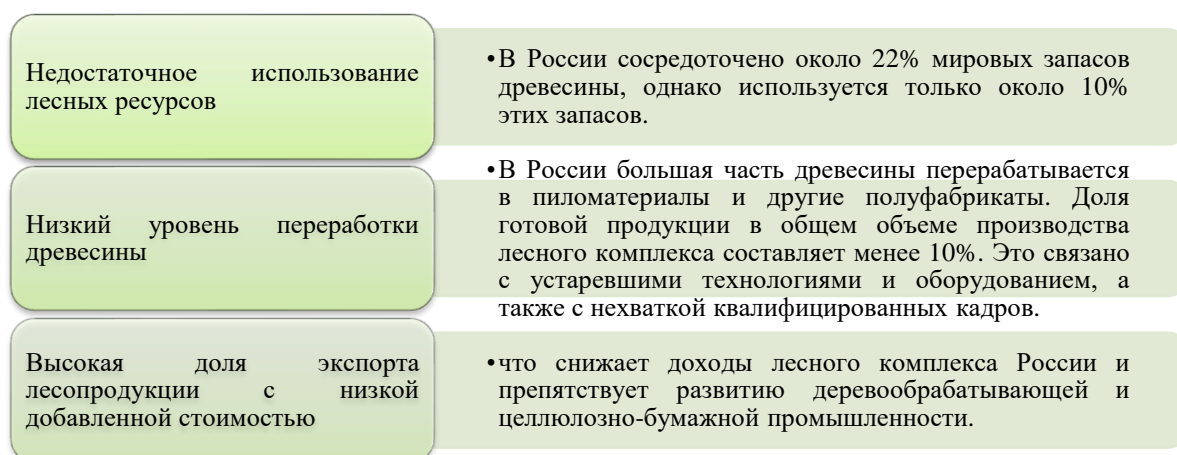 Недостаточное использование
лесных ресурсов
•В России сосредоточено около 22% мировых запасов
древесины, однако используется только около 10%
этих запасов.
Низкий уровень переработки
древесины
•В России большая часть древесины перерабатывается
в пиломатериалы и другие полуфабрикаты. Доля
готовой продукции в общем объеме производства
лесного комплекса составляет менее 10%. Это связано
с устаревшими технологиями и оборудованием, а
также с нехваткой квалифицированных кадров.
Высокая доля экспорта
лесопродукции с низкой
добавленной стоимостью
•что снижает доходы лесного комплекса России и
препятствует развитию деревообрабатывающей и
целлюлозно-бумажной промышленности.